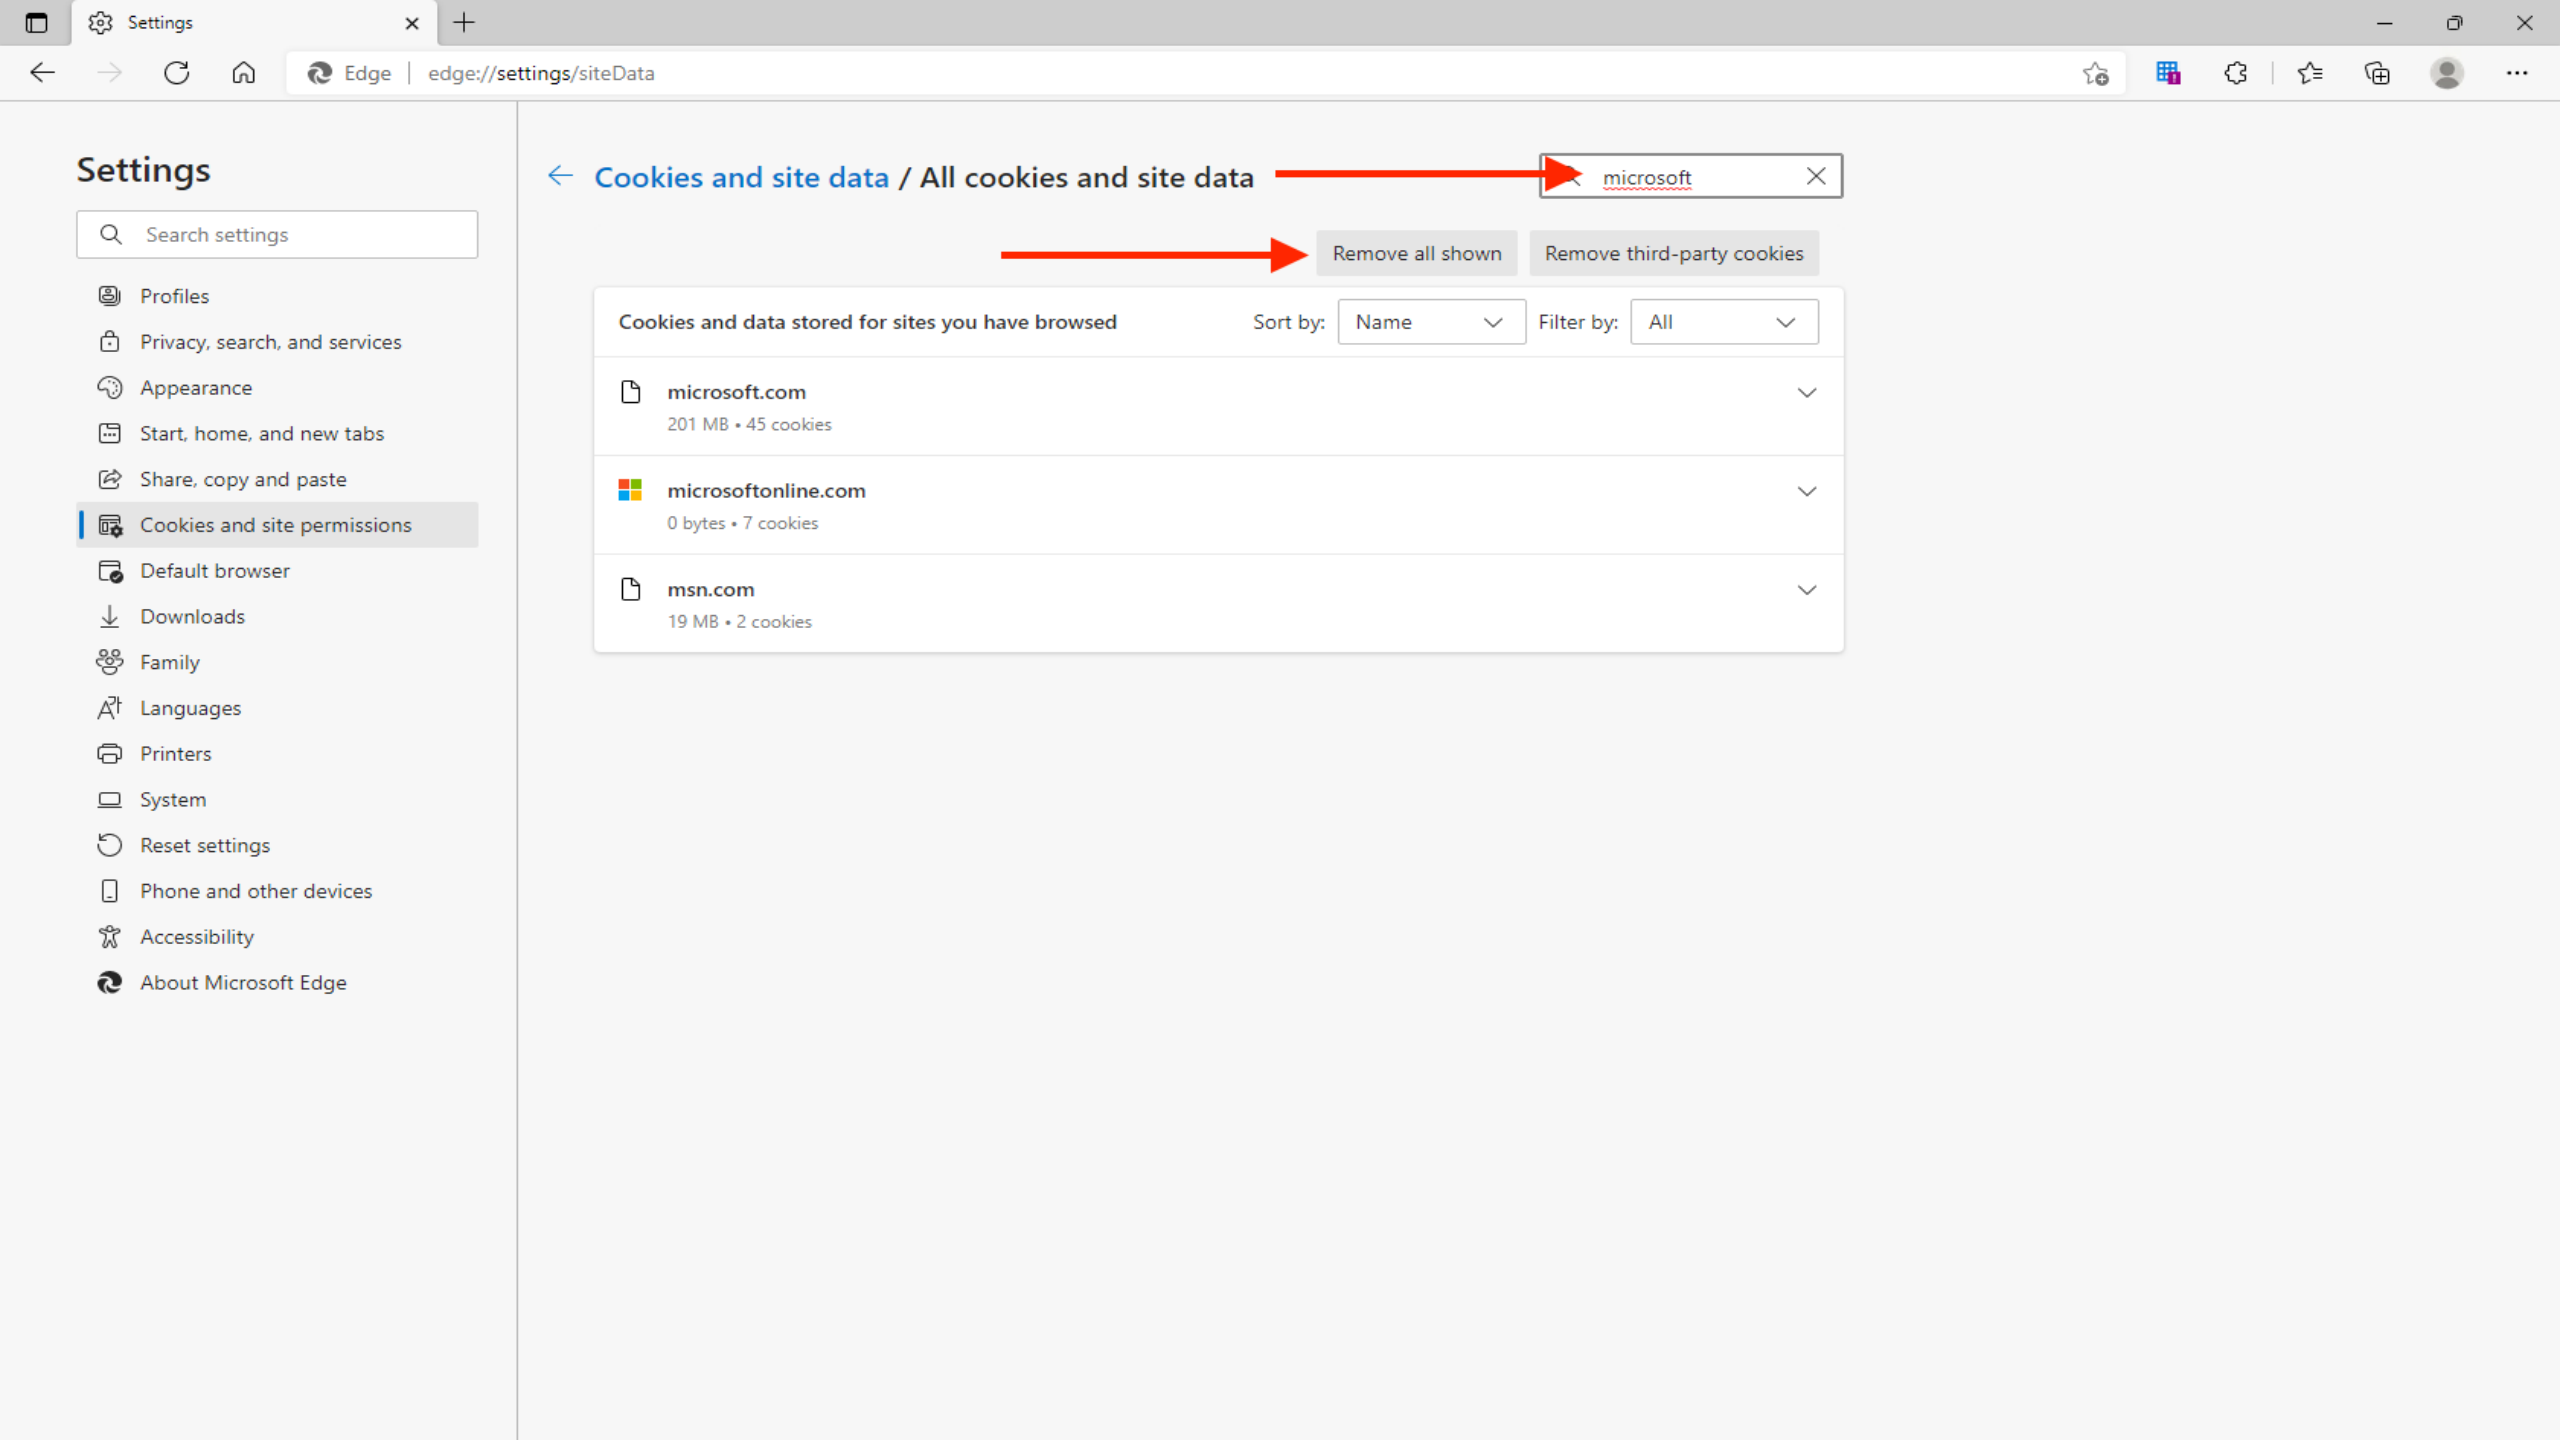 Settings
Edge edge://settings/siteData
Settings
Search settings
Profiles
Privacy, search, and services
Appearance
Start, home, and new tabs
Share, copy and paste
Cookies and site permissions
Default browser
Downloads
Family
Languages
Printers
System
Reset settings
Phone and other devices
Accessibility
About Microsoft Edge
Cookies and site data / All cookies and site data
microsoft
Remove all shown
Remove third-party cookies
Cookies and data stored for sites you have browsed
Sort by: Name
Filter by: All
microsoft.com
201 MB • 45 cookies
microsoftonline.com
0 bytes • 7 cookies
msn.com
19 MB • 2 cookies